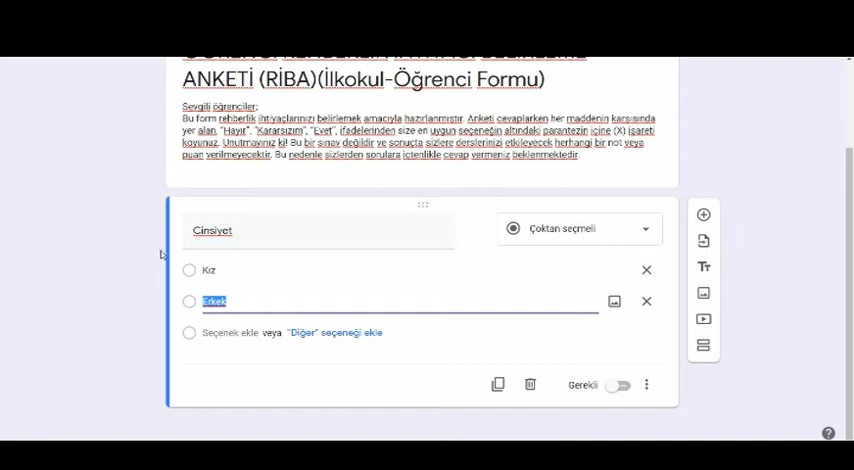 ANKETİ (RİBA)(İlkokul-Öğrenci Formu)
Sevgili öğrenciler;
Bu form rehberlik ihtiyaçlarınızı belirlemek amacıyla hazırlanmıştır. Anketi cevaplarken her maddenin karşısında
yer alan, "Hayır", "Kararsızım", "Evet", ifadelerinden size en uygun seçeneğin altındaki parantezin içine (X) işareti
koyunuz. Unutmayınız ki! Bu bir sınav değildir ve sonuçta sizlere derslerinizi etkileyecek herhangi bir not veya
puan verilmeyecektir. Bu nedenle sizlerden sorulara içtenlikle cevap vermeniz beklenmektedir.
Cinsiyet
Çoktan seçmeli
Kız
Erkek
Seçenek ekle veya "Diğer" seçeneği ekle
Gerekli